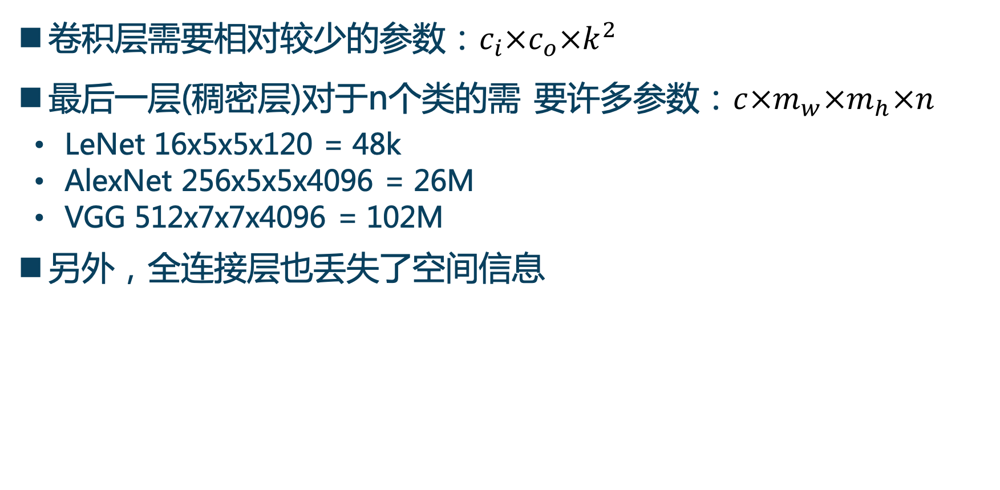 ■ 卷积层需要相对较少的参数：$c_i \times c_o \times k^2$
■ 最后一层(稠密层)对于n个类的需 要许多参数：$c \times m_w \times m_h \times n$
• LeNet 16x5x5x120 = 48k
• AlexNet 256x5x5x4096 = 26M
• VGG 512x7x7x4096 = 102M
■ 另外，全连接层也丢失了空间信息